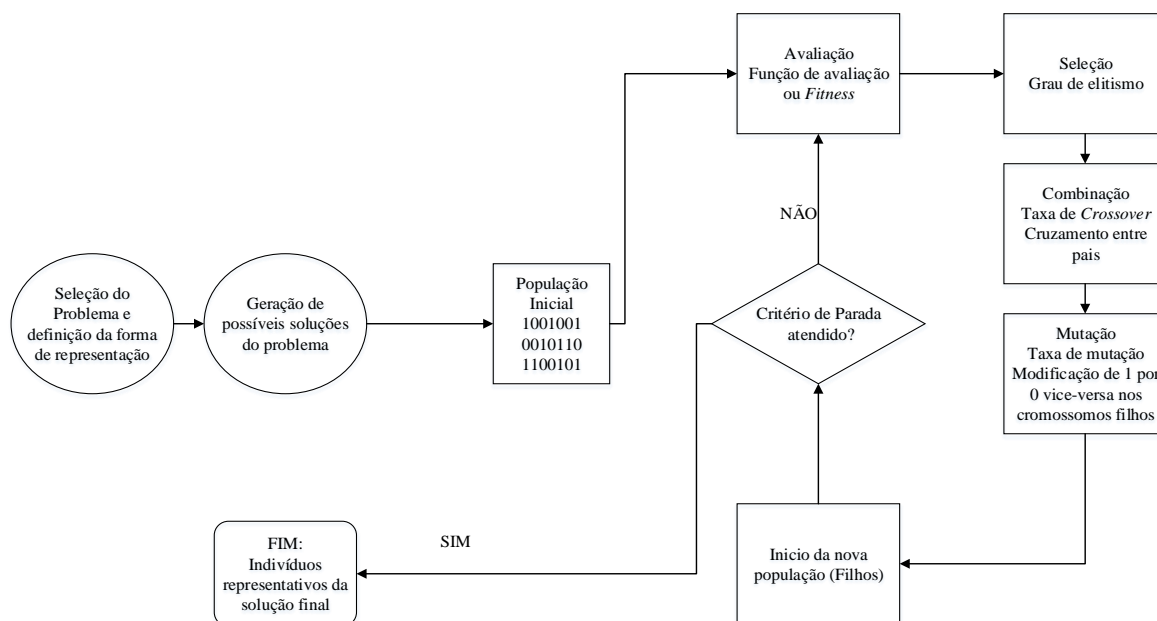 Seleção do
Problema e
definição da forma
de representação
Geração de
possíveis soluções
do problema
População
Inicial
1001001
0010110
1100101
Avaliação
Função de avaliação
ou Fitness
Seleção
Grau de elitismo
Combinação
Taxa de Crossover
Cruzamento entre
pais
Mutação
Taxa de mutação
Modificação de 1 por
0 vice-versa nos
cromossomos filhos
Inicio da nova
população (Filhos)
Critério de Parada
atendido?
NÃO
SIM
FIM:
Indivíduos
representativos da
solução final